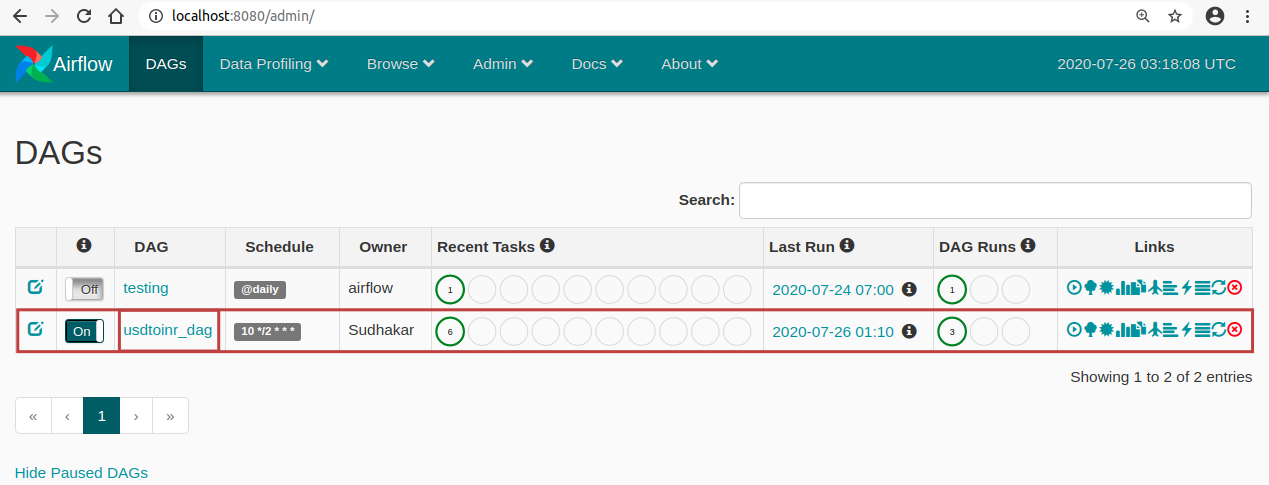 localhost:8080/admin/
Airflow DAGs Data Profiling Browse Admin Docs About 2020-07-26 03:18:08 UTC
DAGs
Search:
DAG Schedule Owner Recent Tasks Last Run DAG Runs Links
Off testing @daily airflow 1 2020-07-24 07:00 1
On usdtoinr_dag 10 */2 * * * Sudhakar 6 2020-07-26 01:10 3
Showing 1 to 2 of 2 entries
« ‹ 1 › »
Hide Paused DAGs